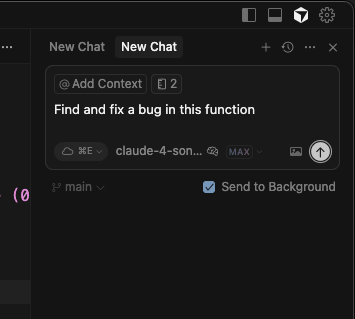 New Chat New Chat
@ Add Context 2
Find and fix a bug in this function
⌘E claude-4-son... MAX
(0
main Send to Background